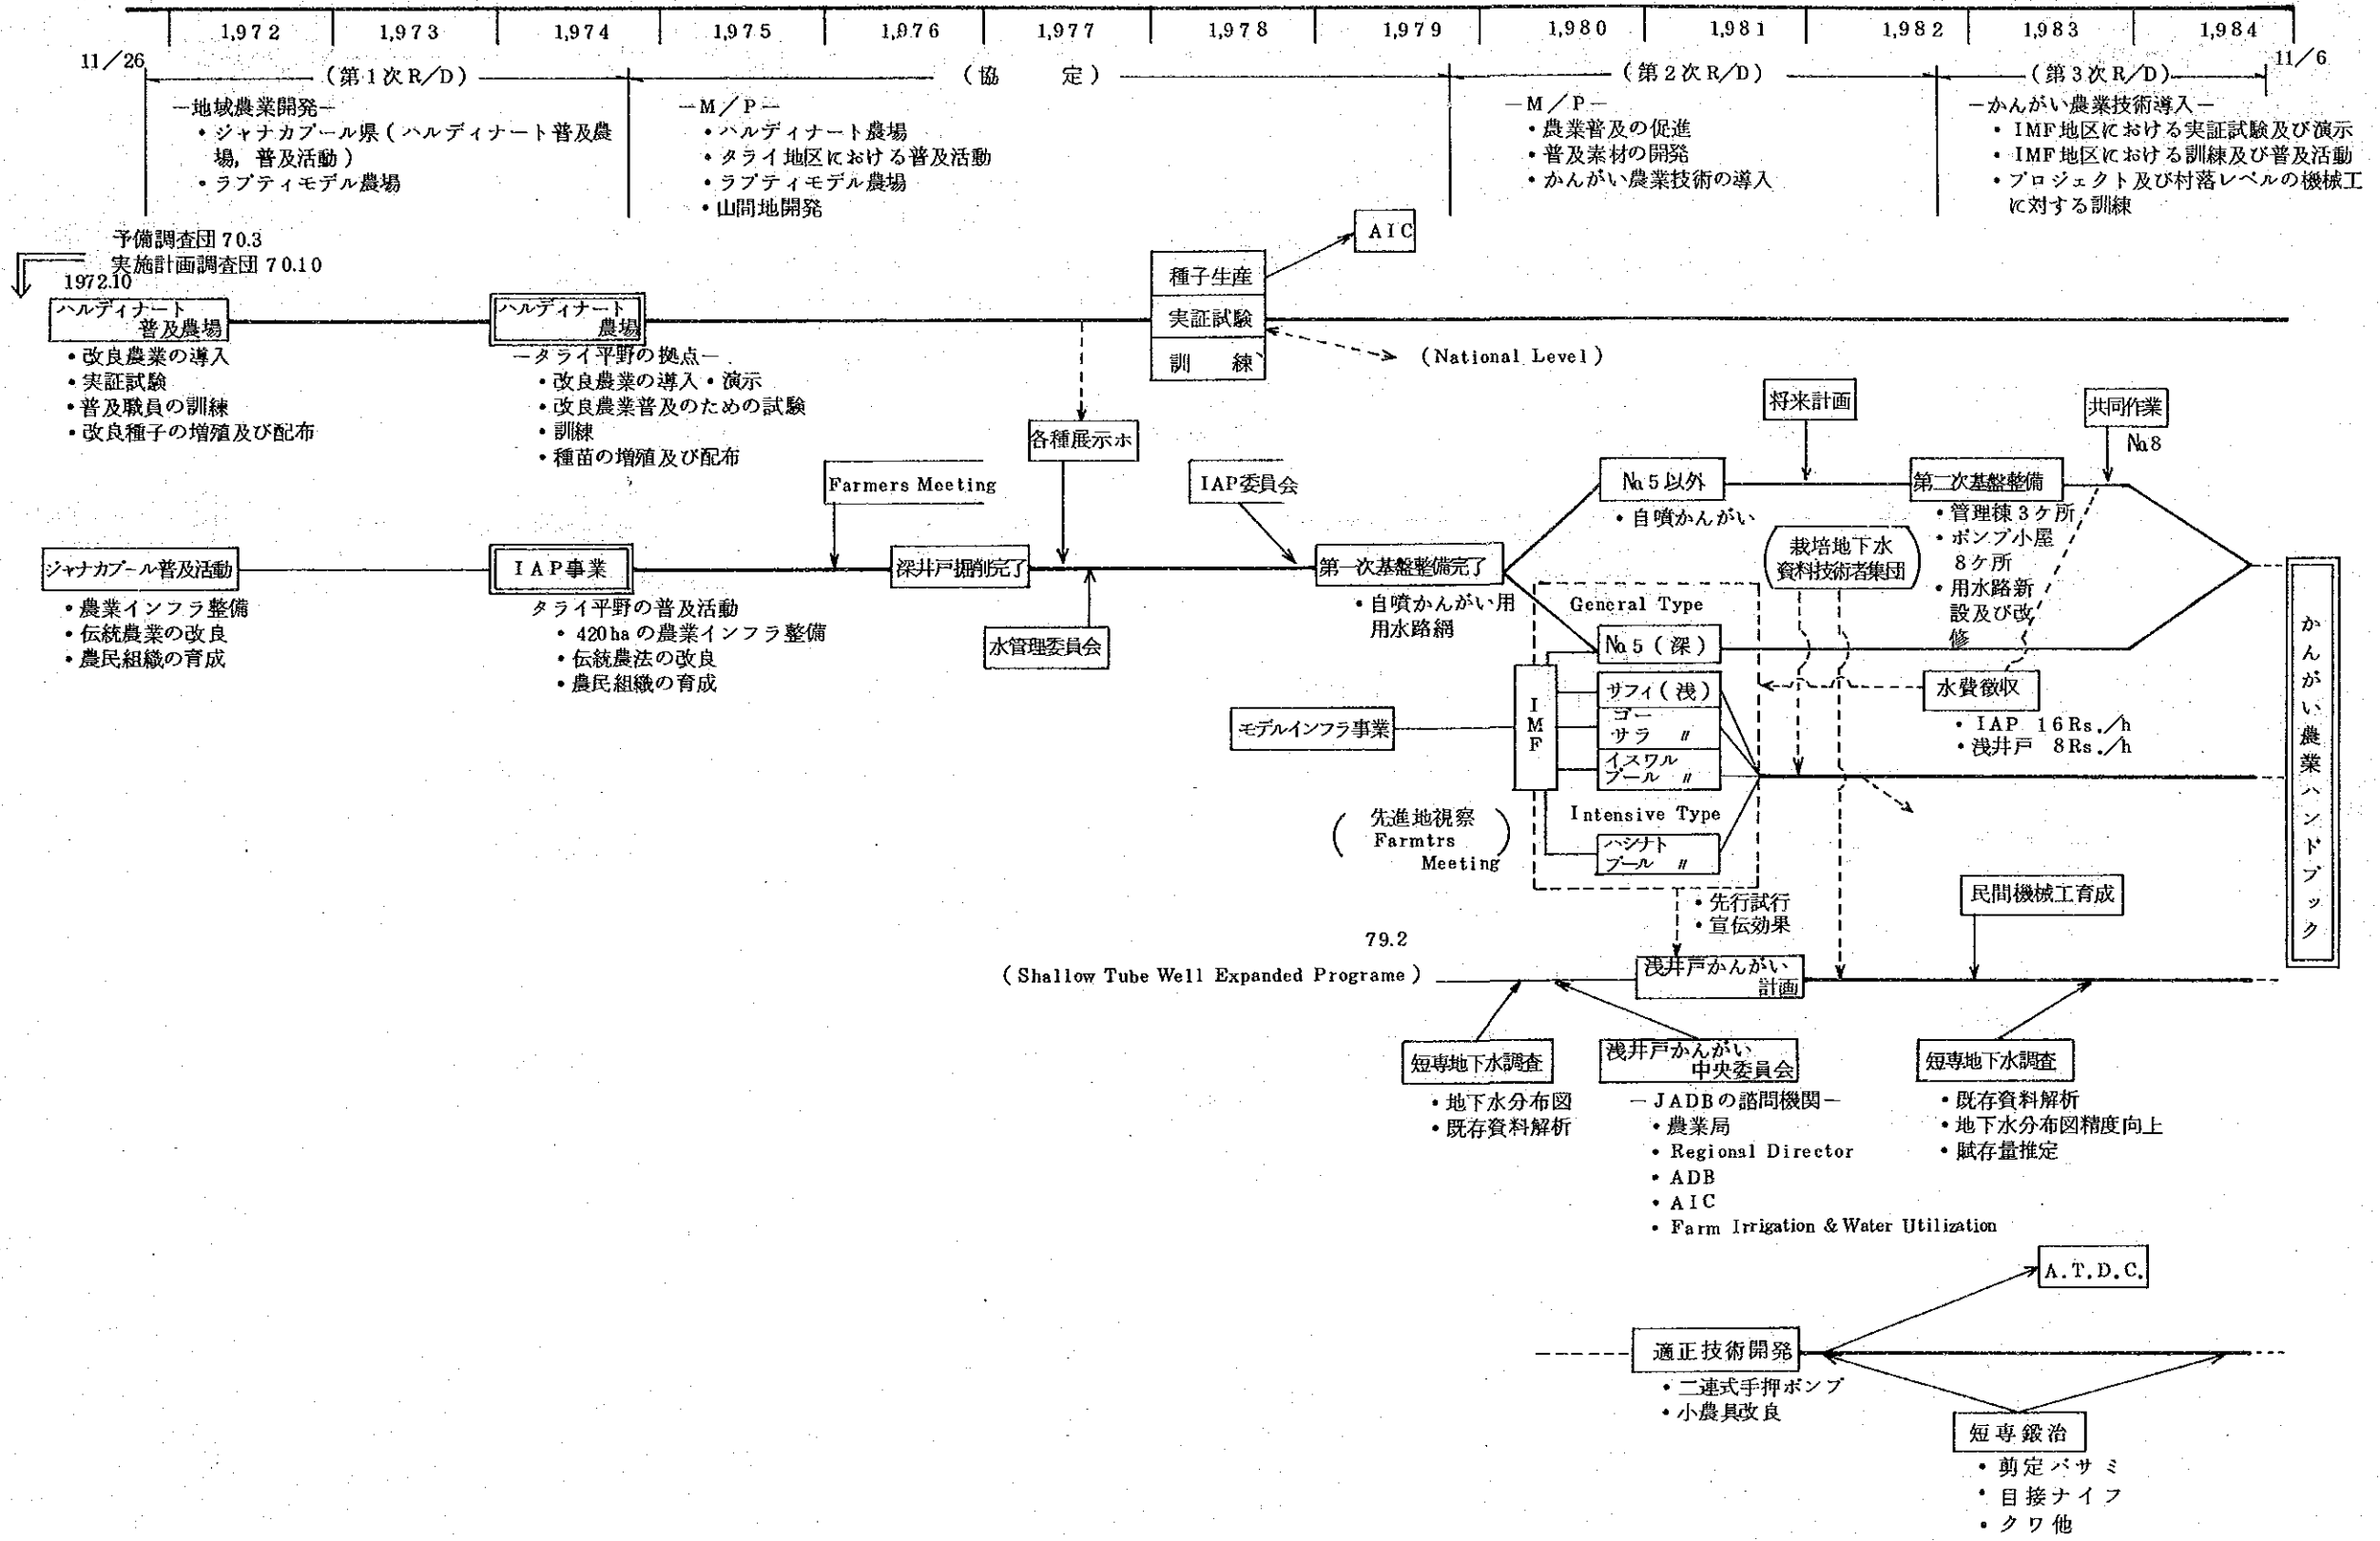 1,972 1,973 1,974 1,975 1,976 1,977 1,978 1,979 1,980 1,981 1,982 1,983 1,984
11/26 (第1次R/D) (協 定) (第2次R/D) (第3次R/D) 11/6
−地域農業開発−
・ジャナカプール県(ハルディナート普及農
場,普及活動)
・ラプティモデル農場
−M/P−
・ハルディナート農場
・タライ地区における普及活動
・ラプティモデル農場
・山間地開発
−M/P−
・農業普及の促進
・普及素材の開発
・かんがい農業技術の導入
−かんがい農業技術導入−
・IMF地区における実証試験及び演示
・IMF地区における訓練及び普及活動
・プロジェクト及び村落レベルの機械工
に対する訓練
予備調査団 70.3
実施計画調査団 70.10
1972.10
ハルディナート
普及農場
・改良農業の導入
・実証試験
・普及職員の訓練
・改良種子の増殖及び配布
ハルディナート
農場
−タライ平野の拠点−
・改良農業の導入・演示
・改良農業普及のための試験
・訓練
・種苗の増殖及び配布
種子生産
実証試験
訓 練
AIC
(National Level)
各種展示ホ
Farmers Meeting
IAP委員会
将来計画
共同作業
No.8
No.5以外
・自噴かんがい
第二次基盤整備
・管理棟3ケ所
・ポンプ小屋
8ケ所
・用水路新
設及び改
修
ジャナカプール普及活動
・農業インフラ整備
・伝統農業の改良
・農民組織の育成
IAP事業
タライ平野の普及活動
・420haの農業インフラ整備
・伝統農法の改良
・農民組織の育成
深井戸掘削完了
水管理委員会
第一次基盤整備完了
・自噴かんがい用
用水路網
栽培地下水
資料技術者集団
General Type
No.5(深)
サフィ(浅)
ゴー
サラ 〃
イスワル
プール 〃
Intensive Type
ハシナト
プール 〃
IMF
モデルインフラ事業
(先進地視察
Farmtrs
Meeting)
水費徴収
・IAP 16Rs./h
・浅井戸 8Rs./h
かんがい農業ハンドブック
・先行試行
・宣伝効果
民間機械工育成
79.2
(Shallow Tube Well Expanded Programe)
浅井戸かんがい
計画
短専地下水調査
・地下水分布図
・既存資料解析
浅井戸かんがい
中央委員会
−JADBの諮問機関−
・農業局
・Regional Director
・ADB
・AIC
・Farm Irrigation & Water Utilization
短専地下水調査
・既存資料解析
・地下水分布図精度向上
・賦存量推定
A.T.D.C.
適正技術開発
・二連式手押ポンプ
・小農具改良
短専鍛冶
・剪定バサミ
・目接ナイフ
・クワ他